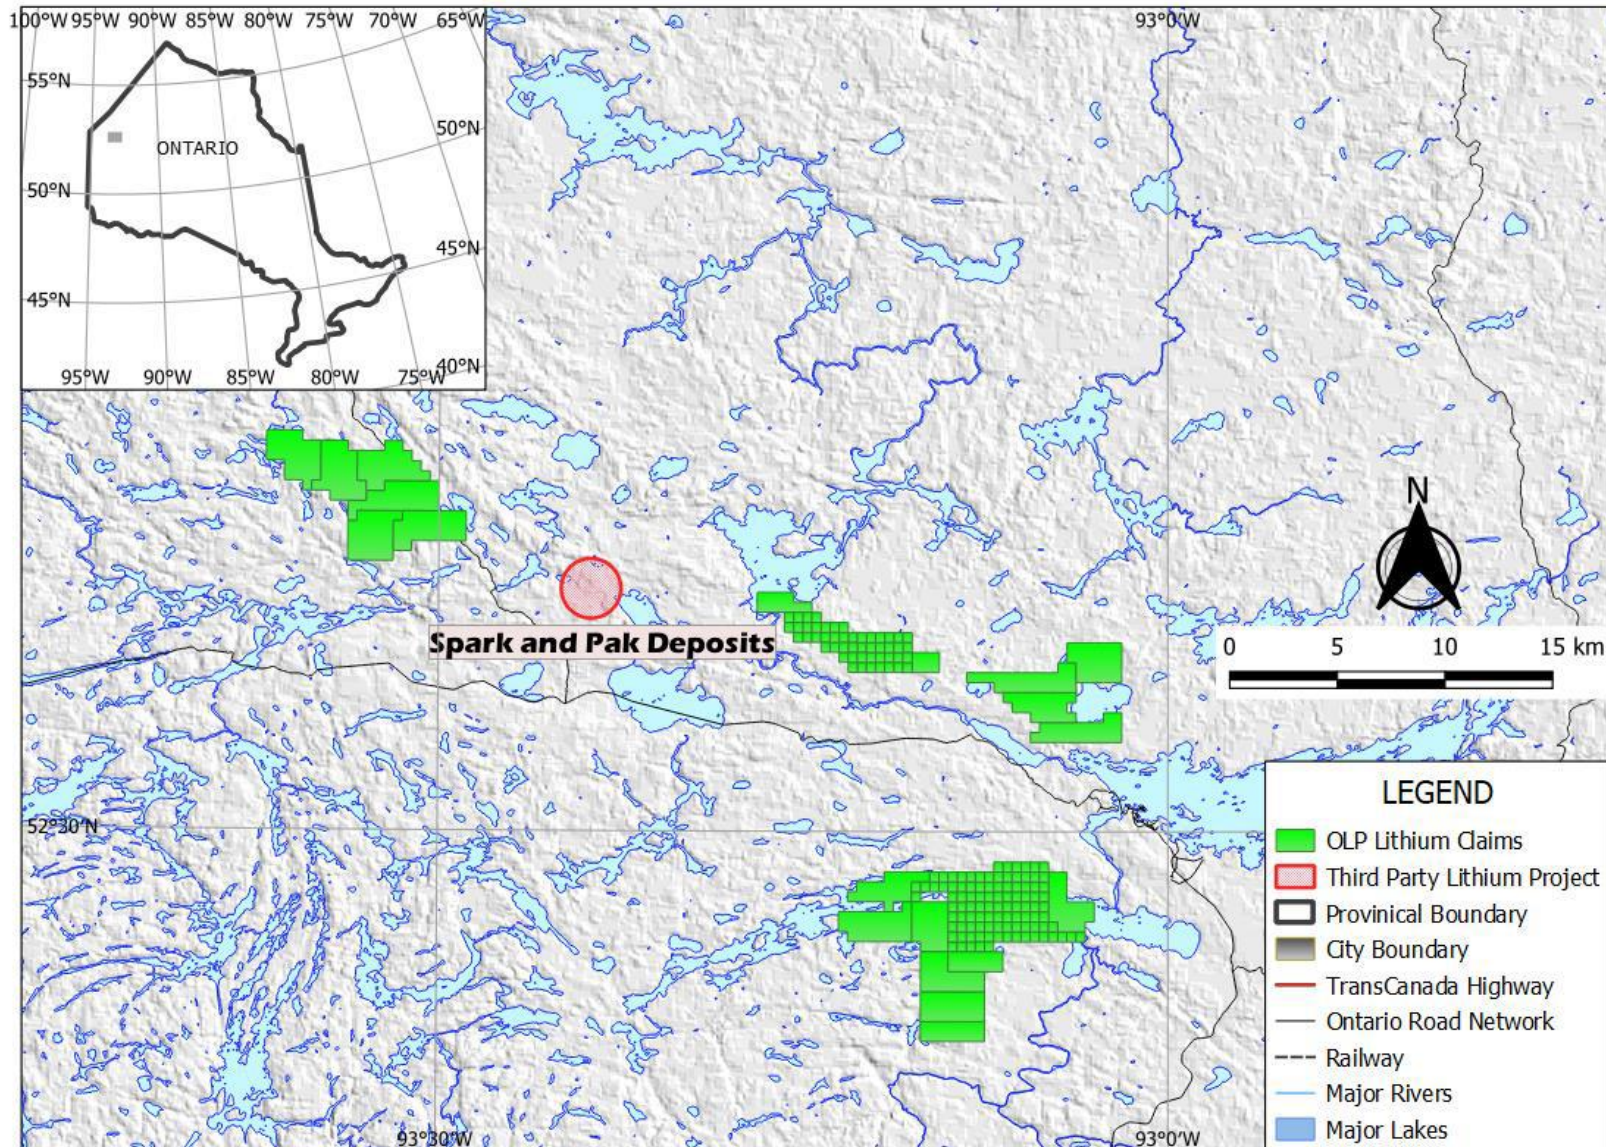 100°W 95°W 90°W 85°W 80°W 75°W 70°W 65°W
93°0'W
55°N
50°N
ONTARIO
50°N
45°N
45°N
40°N
95°W 90°W 85°W 80°W 75°W
N
Spark and Pak Deposits
0 5 10 15 km
52°30'N
LEGEND
OLP Lithium Claims
Third Party Lithium Project
Provinical Boundary
City Boundary
TransCanada Highway
Ontario Road Network
Railway
Major Rivers
Major Lakes
93°30'W
93°0'W